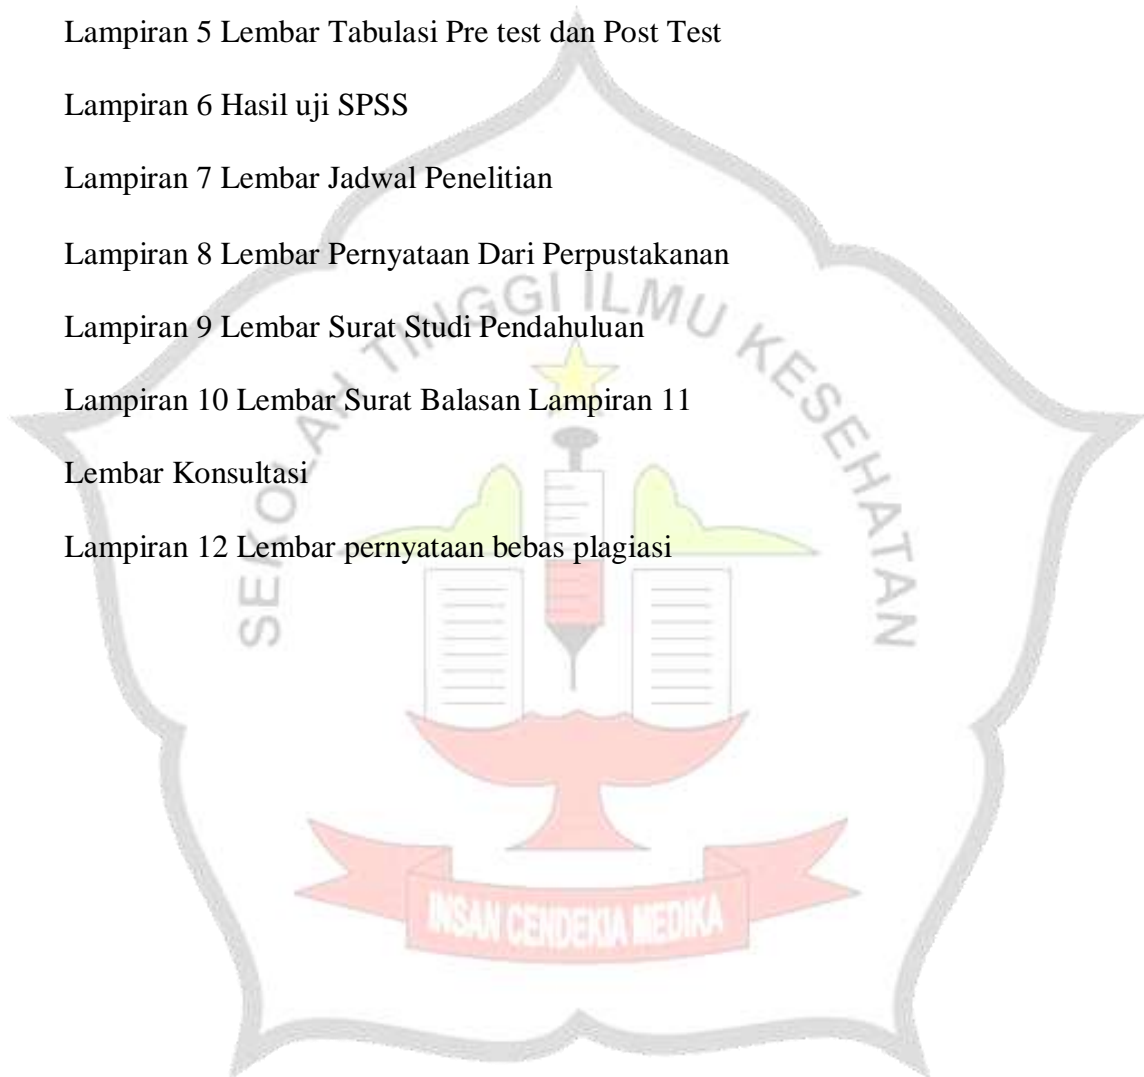 Lampiran 5 Lembar Tabulasi Pre test dan Post Test
Lampiran 6 Hasil uji SPSS
Lampiran 7 Lembar Jadwal Penelitian
Lampiran 8 Lembar Pernyataan Dari Perpustakanan
Lampiran 9 Lembar Surat Studi Pendahuluan
Lampiran 10 Lembar Surat Balasan Lampiran 11
Lembar Konsultasi
Lampiran 12 Lembar pernyataan bebas plagiasi
SEKOLAH TINGGI ILMU KESEHATAN
INSAN CENDEKIA MEDIKA